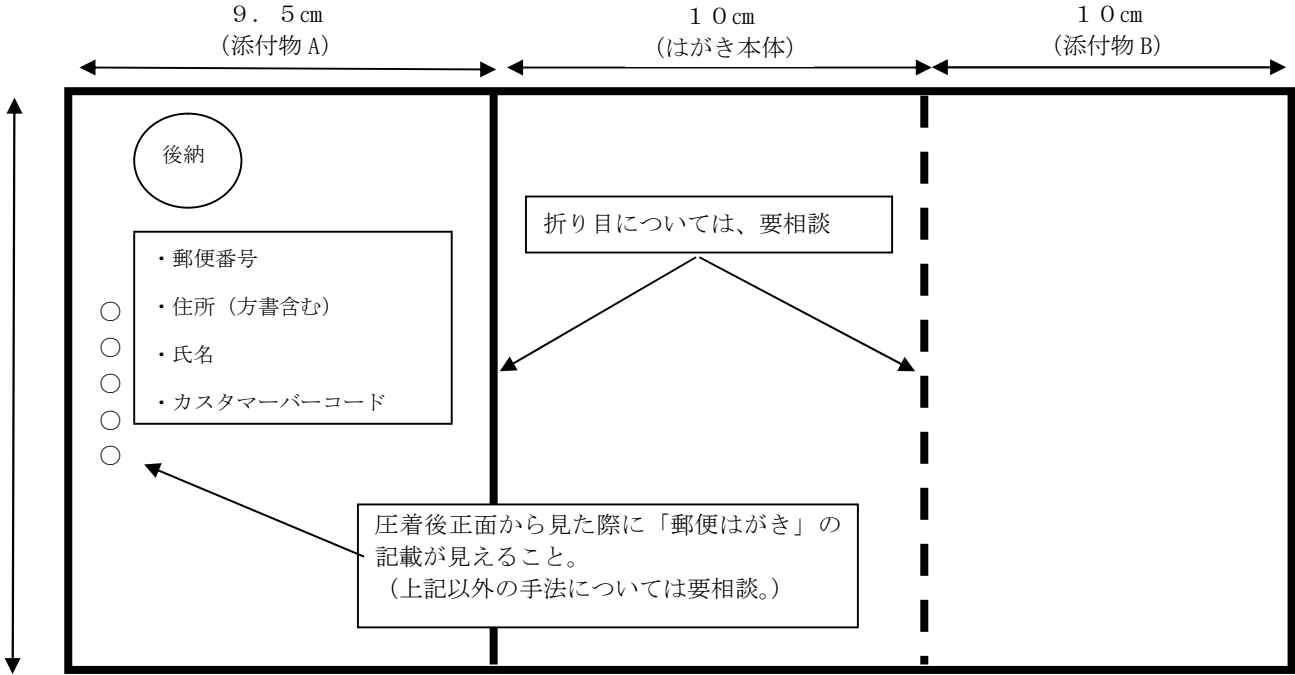 ９．５㎝
（添付物 A）
１０㎝
（はがき本体）
１０㎝
（添付物 B）
後納
折り目については、要相談
・郵便番号
・住所（方書含む）
・氏名
・カスタマーバーコード
〇
〇
〇
〇
〇
圧着後正面から見た際に「郵便はがき」の
記載が見えること。
（上記以外の手法については要相談。）